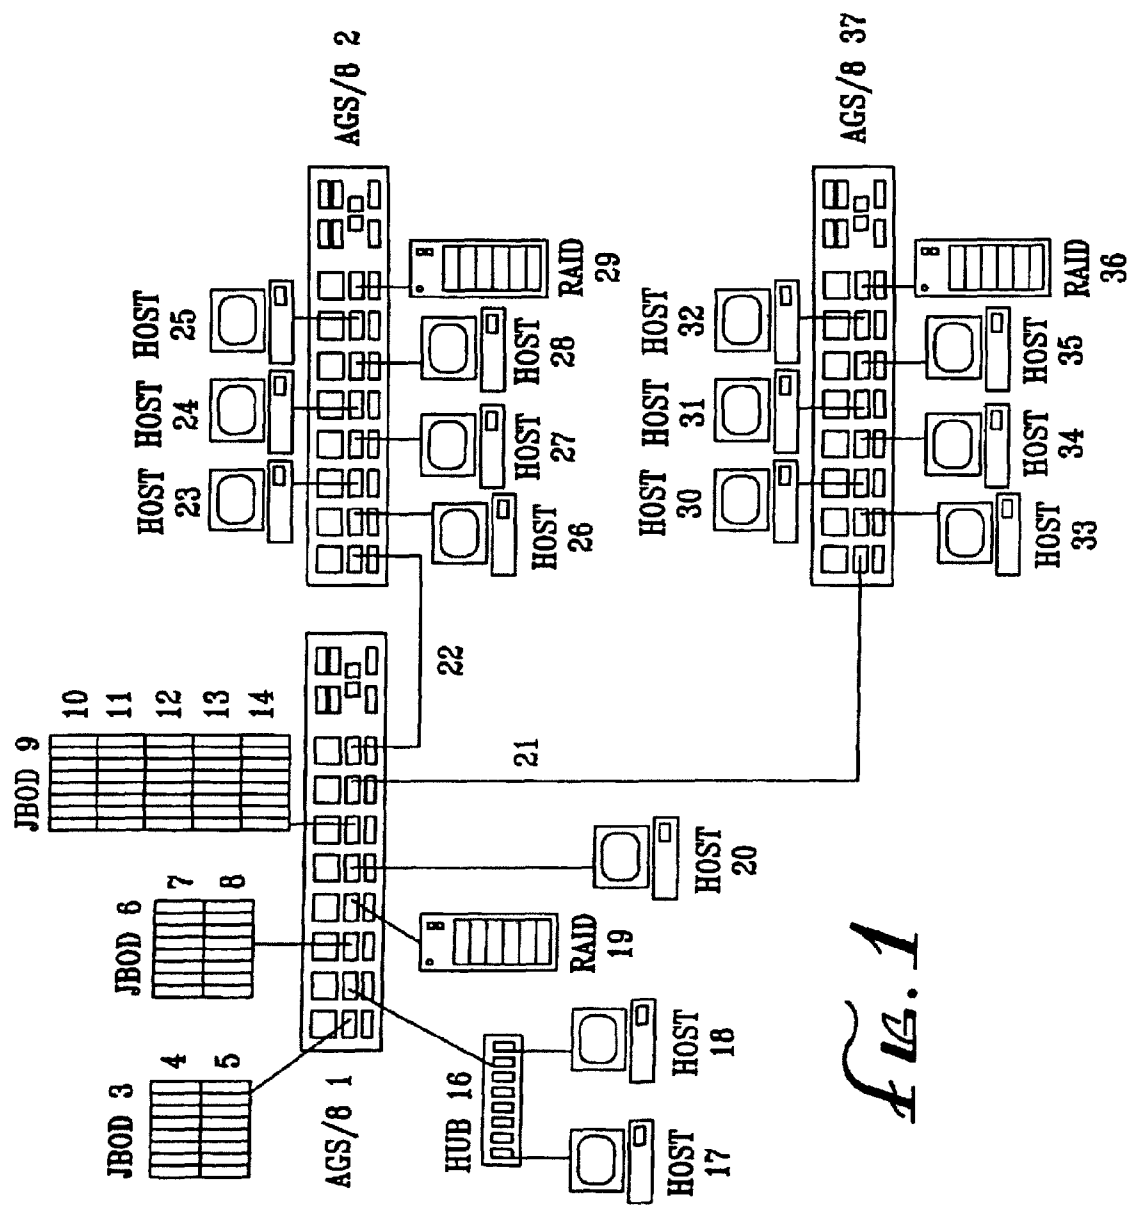 JBOD 3
4
5
JBOD 6
7
8
JBOD 9
10
11
12
13
14
AGS/8 1
HUB 16
HOST
17
HOST
18
RAID
19
HOST
20
21
22
HOST
23
HOST
24
HOST
25
AGS/8 2
HOST
26
HOST
27
HOST
28
RAID
29
HOST
30
HOST
31
HOST
32
AGS/8 37
HOST
33
HOST
34
HOST
35
RAID
36
FIG. 1